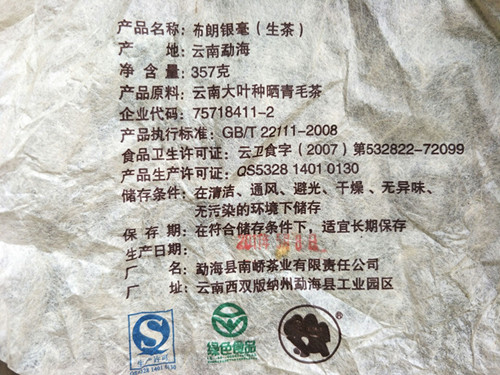 产品名称：布朗银毫（生茶）
产 地：云南勐海
净 含 量：357克
产品原料：云南大叶种晒青毛茶
企业代码：75718411-2
产品执行标准：GB/T 22111-2008
食品卫生许可证：云卫食字（2007）第532822-72099
产品生产许可证：QS5328 1401 0130
储存条件：在清洁、通风、避光、干燥、无异味、
无污染的环境下储存
保 存 期：在符合储存条件下，适宜长期保存
生产日期：
厂 名：勐海县南峤茶业有限责任公司
厂 址：云南西双版纳州勐海县工业园区
生产许可
QS5328 1401 0130
绿色食品